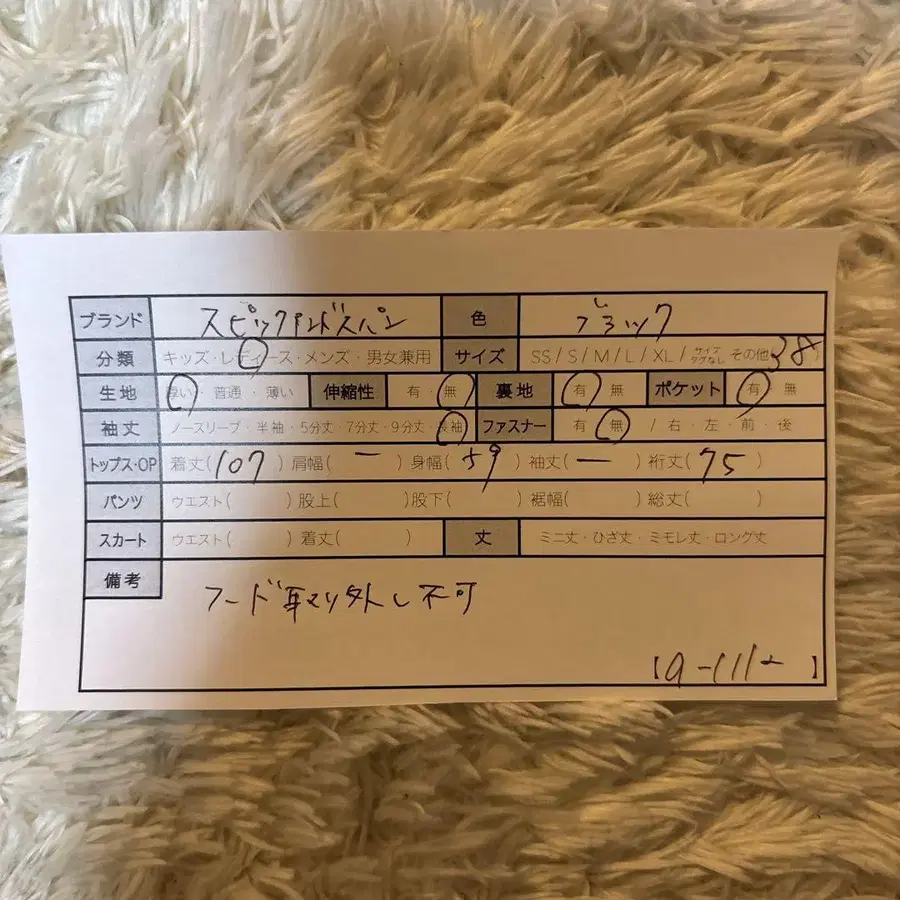 ブランド スピックアンドスパン 色 ブラック
分類 キッズ・レディース・メンズ・男女兼用 サイズ SS / S / M / L / XL / サイズタグなし その他(38)
生地 厚い・普通・薄い 伸縮性 有・無 裏地 有・無 ポケット 有・無
袖丈 ノースリーブ・半袖・5分丈・7分丈・9分丈・長袖 ファスナー 有・無 / 右・左・前・後
トップス・OP 着丈(107) 肩幅(ー) 身幅(59) 袖丈(ー) 裄丈(75)
パンツ ウエスト( ) 股上( ) 股下( ) 裾幅( ) 総丈( )
スカート ウエスト( ) 着丈( ) 丈 ミニ丈・ひざ丈・ミモレ丈・ロング丈
備考
フード取り外し不可